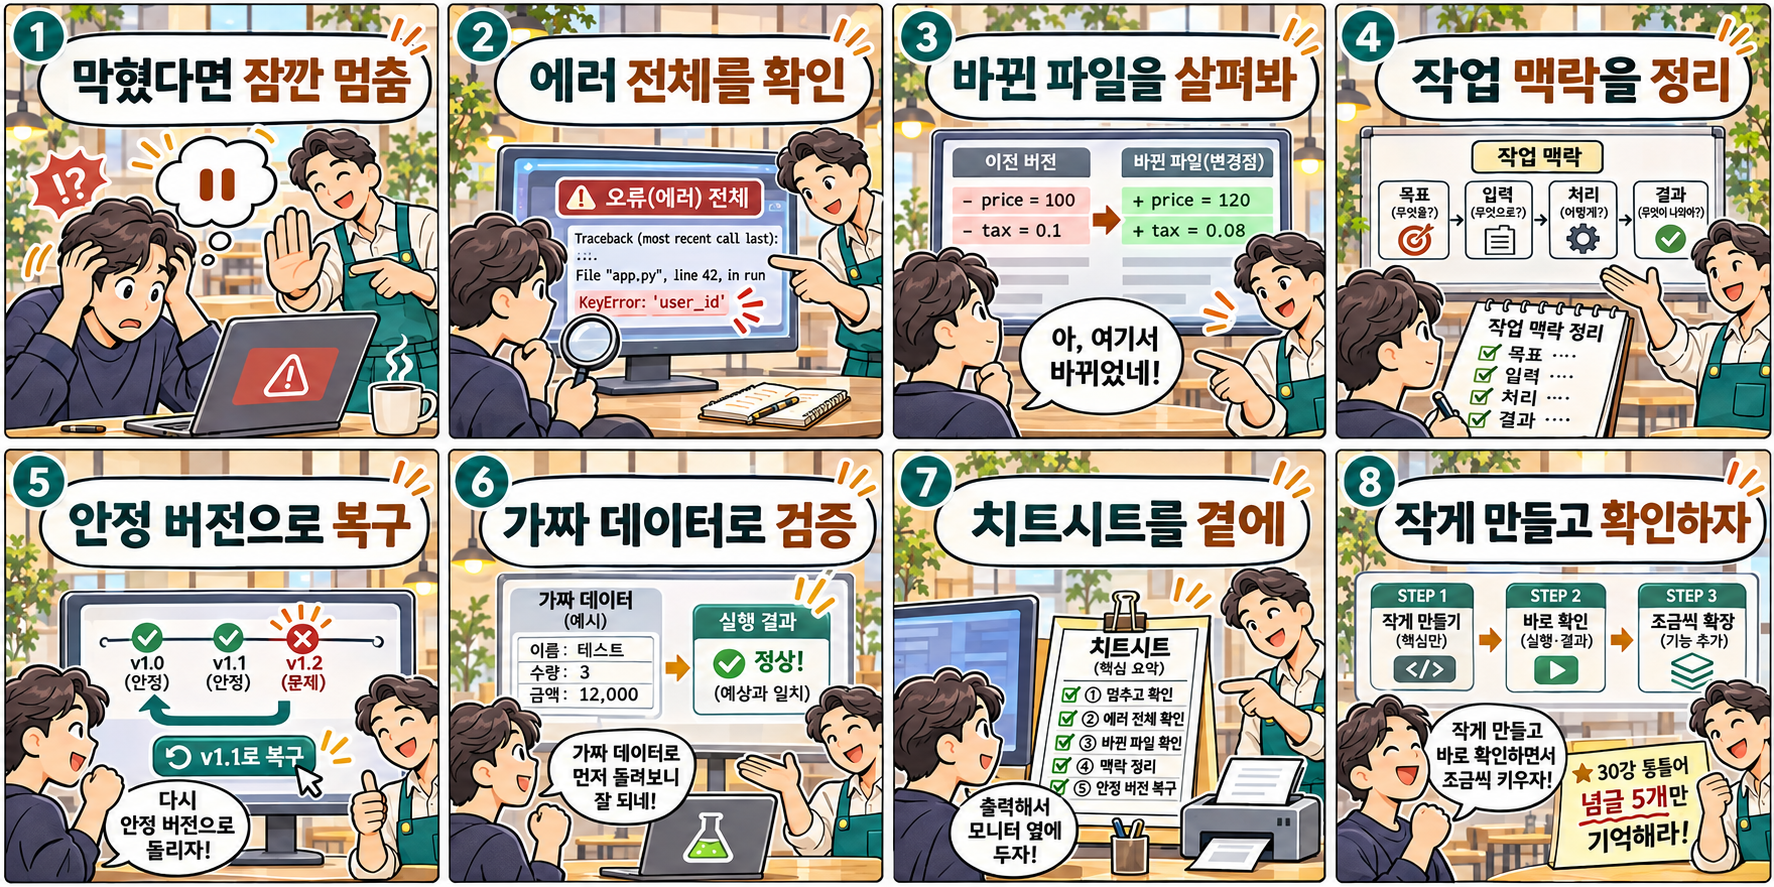 1
막혔다면 잠깐 멈춤
!?
2
에러 전체를 확인
오류(에러) 전체
Traceback (most recent call last):
::..
File "app.py", line 42, in run
KeyError: 'user_id'
3
바뀐 파일을 살펴봐
이전 버전
바뀐 파일(변경점)
- price = 100
+ price = 120
- tax = 0.1
+ tax = 0.08
아, 여기서
바뀌었네!
4
작업 맥락을 정리
작업 맥락
목표
(무엇을?)
입력
(무엇으로?)
처리
(어떻게?)
결과
(무엇이 나와야?)
작업 맥락 정리
목표 ····
입력 ····
처리 ····
결과 ····
5
안정 버전으로 복구
v1.0
(안정)
v1.1
(안정)
v1.2
(문제)
v1.1로 복구
다시
안정 버전으로
돌리자!
6
가짜 데이터로 검증
가짜 데이터
(예시)
이름: 테스트
수량: 3
금액: 12,000
실행 결과
정상!
(예상과 일치)
가짜 데이터로
먼저 돌려보니
잘 되네!
7
치트시트를 곁에
치트시트
(핵심 요약)
① 멈추고 확인
② 에러 전체 확인
③ 바뀐 파일 확인
④ 맥락 정리
⑤ 안정 버전 복구
출력해서
모니터 옆에
두자!
8
작게 만들고 확인하자
STEP 1
작게 만들기
(핵심만)
</>
STEP 2
바로 확인
(실행·결과)
STEP 3
조금씩 확장
(기능 추가)
작게 만들고
바로 확인하면서
조금씩 키우자!
30강 통틀어
념글 5개만
기억해라!